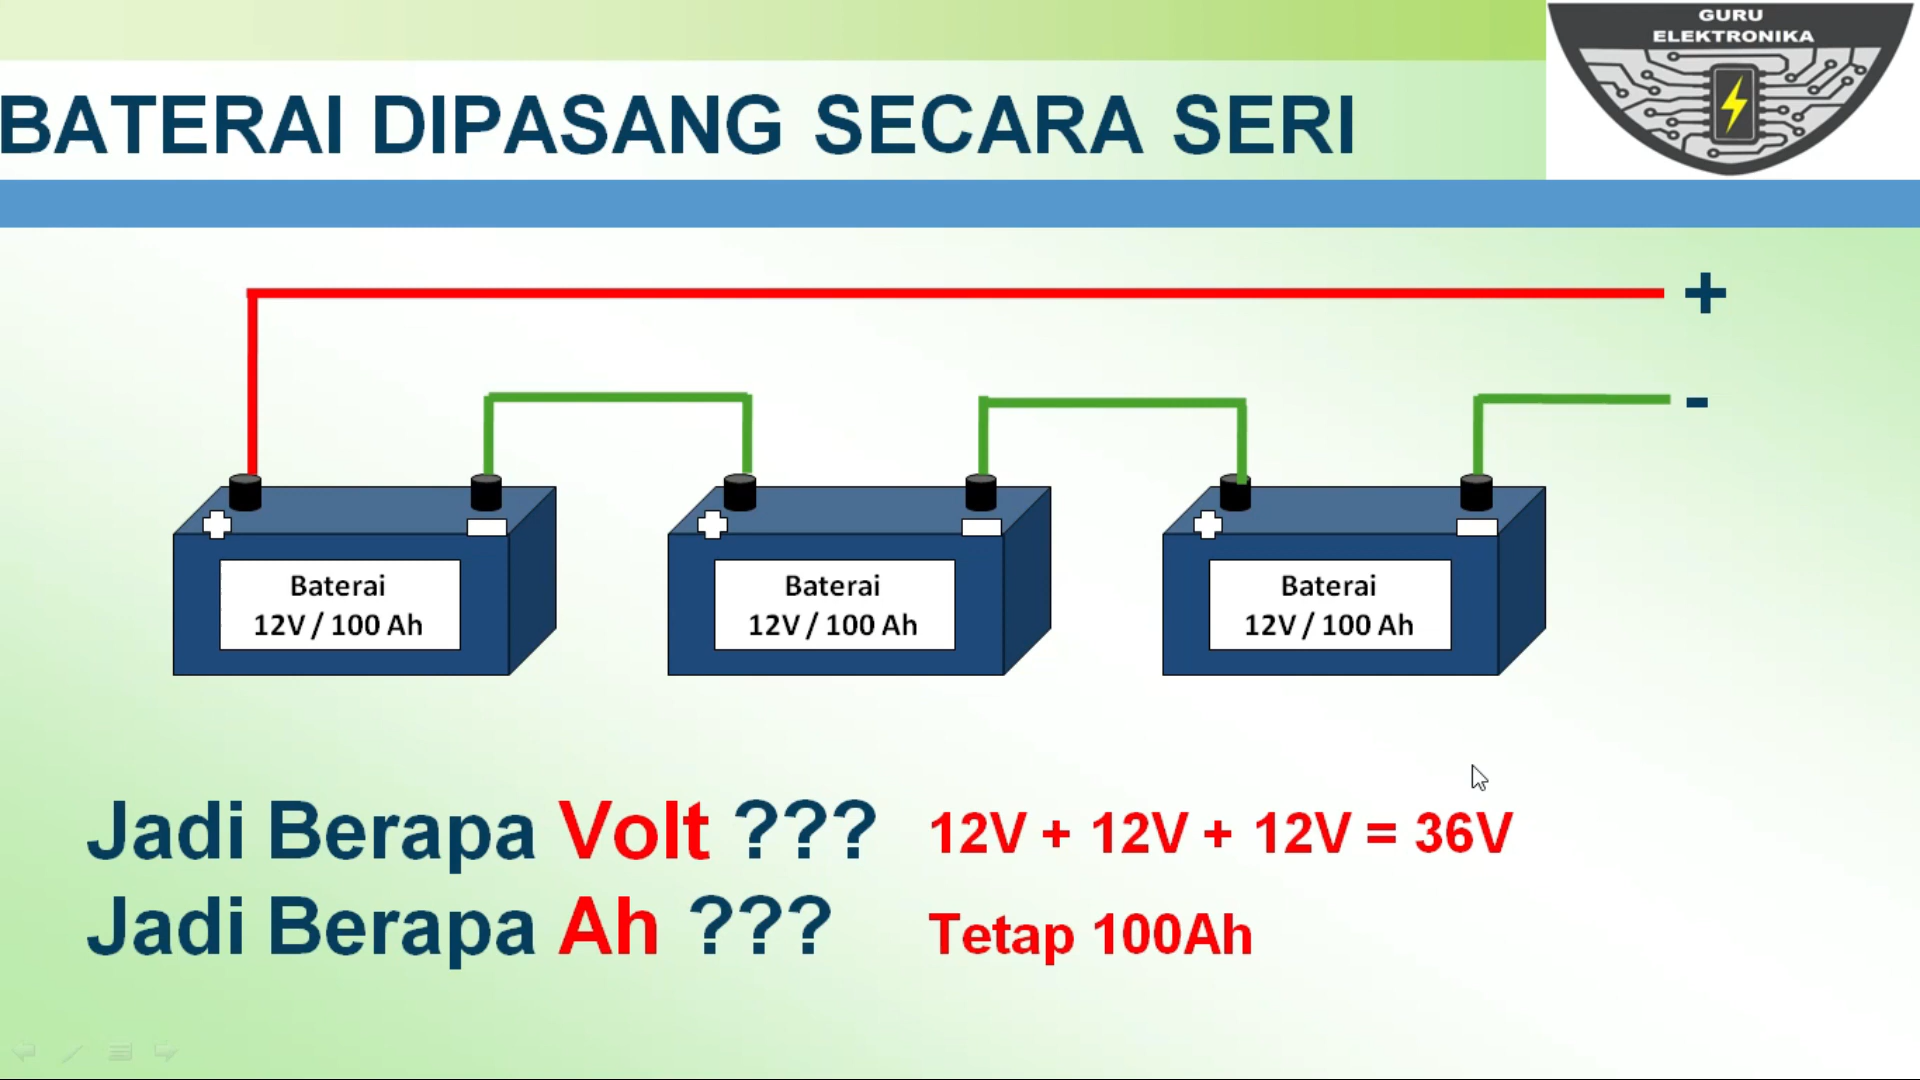 GURU
ELEKTRONIKA
BATERAI DIPASANG SECARA SERI
+
-
Baterai
12V / 100 Ah
Baterai
12V / 100 Ah
Baterai
12V / 100 Ah
Jadi Berapa Volt ??? 12V + 12V + 12V = 36V
Jadi Berapa Ah ??? Tetap 100Ah